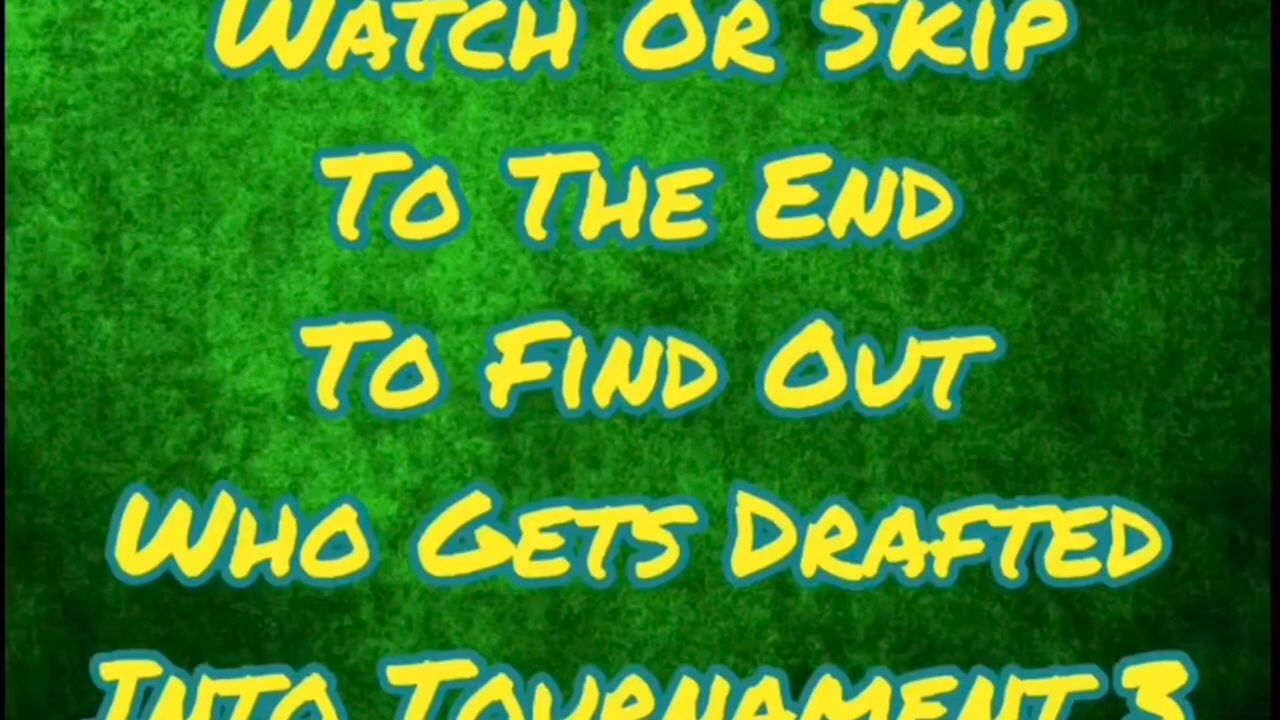 Watch Or Skip
To The End
To Find Out
Who Gets Drafted
Into Tournament 3